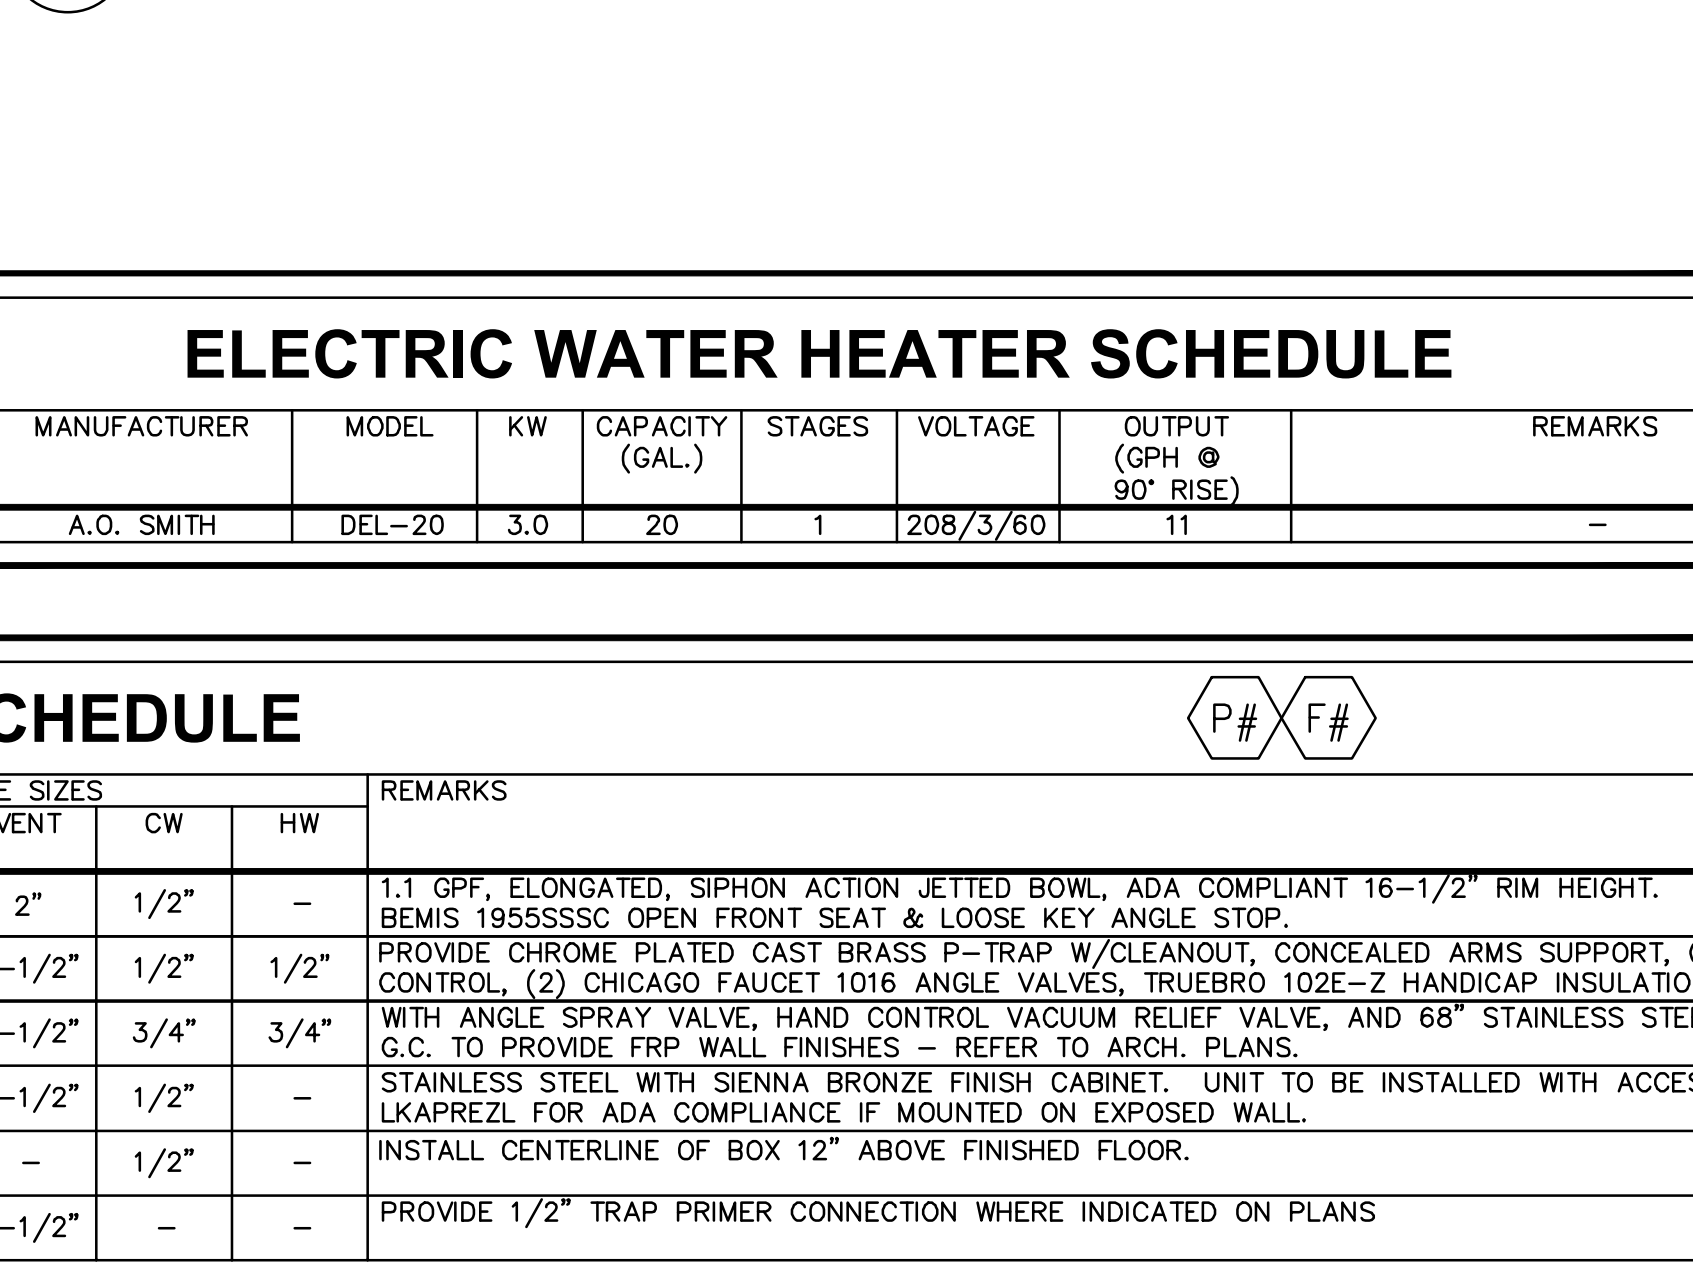 ELECTRIC WATER HEATER SCHEDULE
MANUFACTURER MODEL KW CAPACITY (GAL.) STAGES VOLTAGE OUTPUT (GPH @ 90° RISE) REMARKS
A.O. SMITH DEL-20 3.0 20 1 208/3/60 11 -
CHEDULE P# F#
E SIZES REMARKS
VENT CW HW
2" 1/2" - 1.1 GPF, ELONGATED, SIPHON ACTION JETTED BOWL, ADA COMPLIANT 16-1/2" RIM HEIGHT.
BEMIS 1955SSSC OPEN FRONT SEAT & LOOSE KEY ANGLE STOP.
-1/2" 1/2" 1/2" PROVIDE CHROME PLATED CAST BRASS P-TRAP W/CLEANOUT, CONCEALED ARMS SUPPORT,
CONTROL, (2) CHICAGO FAUCET 1016 ANGLE VALVES, TRUEBRO 102E-Z HANDICAP INSULATIO
-1/2" 3/4" 3/4" WITH ANGLE SPRAY VALVE, HAND CONTROL VACUUM RELIEF VALVE, AND 68" STAINLESS STE
G.C. TO PROVIDE FRP WALL FINISHES - REFER TO ARCH. PLANS.
-1/2" 1/2" - STAINLESS STEEL WITH SIENNA BRONZE FINISH CABINET. UNIT TO BE INSTALLED WITH ACCES
LKAPREZL FOR ADA COMPLIANCE IF MOUNTED ON EXPOSED WALL.
- 1/2" - INSTALL CENTERLINE OF BOX 12" ABOVE FINISHED FLOOR.
-1/2" - - PROVIDE 1/2" TRAP PRIMER CONNECTION WHERE INDICATED ON PLANS